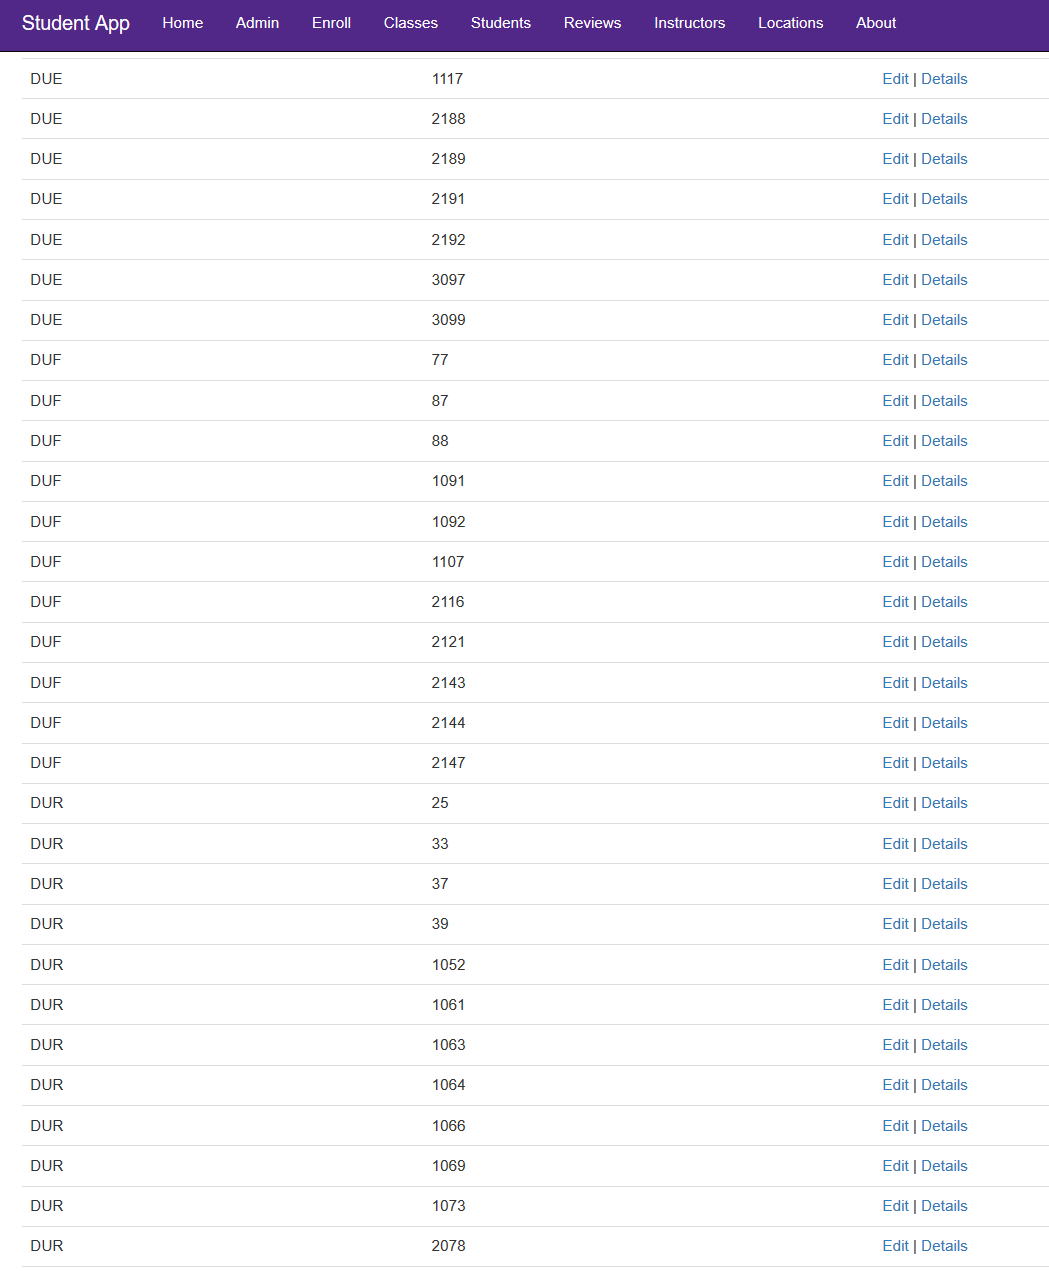 Student App Home Admin Enroll Classes Students Reviews Instructors Locations About
DUE 1117 Edit | Details
DUE 2188 Edit | Details
DUE 2189 Edit | Details
DUE 2191 Edit | Details
DUE 2192 Edit | Details
DUE 3097 Edit | Details
DUE 3099 Edit | Details
DUF 77 Edit | Details
DUF 87 Edit | Details
DUF 88 Edit | Details
DUF 1091 Edit | Details
DUF 1092 Edit | Details
DUF 1107 Edit | Details
DUF 2116 Edit | Details
DUF 2121 Edit | Details
DUF 2143 Edit | Details
DUF 2144 Edit | Details
DUF 2147 Edit | Details
DUR 25 Edit | Details
DUR 33 Edit | Details
DUR 37 Edit | Details
DUR 39 Edit | Details
DUR 1052 Edit | Details
DUR 1061 Edit | Details
DUR 1063 Edit | Details
DUR 1064 Edit | Details
DUR 1066 Edit | Details
DUR 1069 Edit | Details
DUR 1073 Edit | Details
DUR 2078 Edit | Details